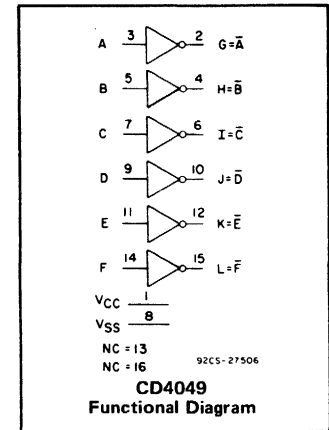 A 3 2 G=A̅
B 5 4 H=B̅
C 7 6 I=C̅
D 9 10 J=D̅
E 11 12 K=E̅
F 14 15 L=F̅
VCC 1
VSS 8
NC = 13
NC = 16
92CS-27506
CD4049
Functional Diagram